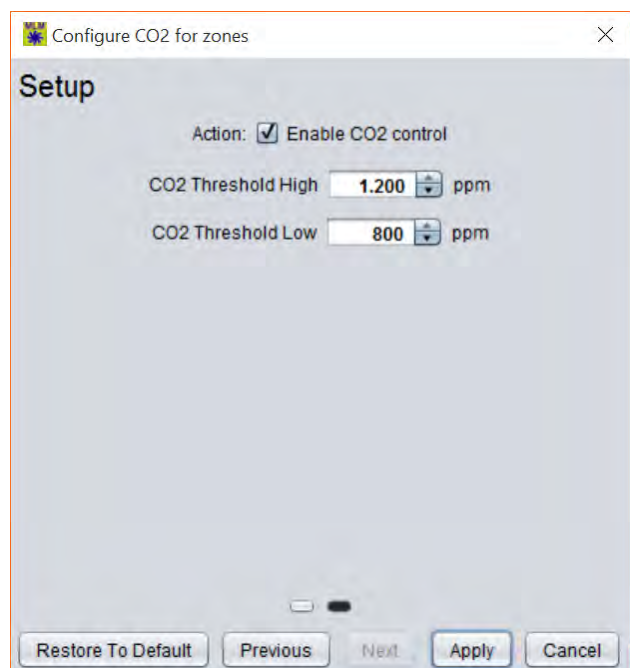 MLM
Configure CO2 for zones
Setup
Action: Enable CO2 control
CO2 Threshold High 1.200 ppm
CO2 Threshold Low 800 ppm
Restore To Default Previous Next Apply Cancel